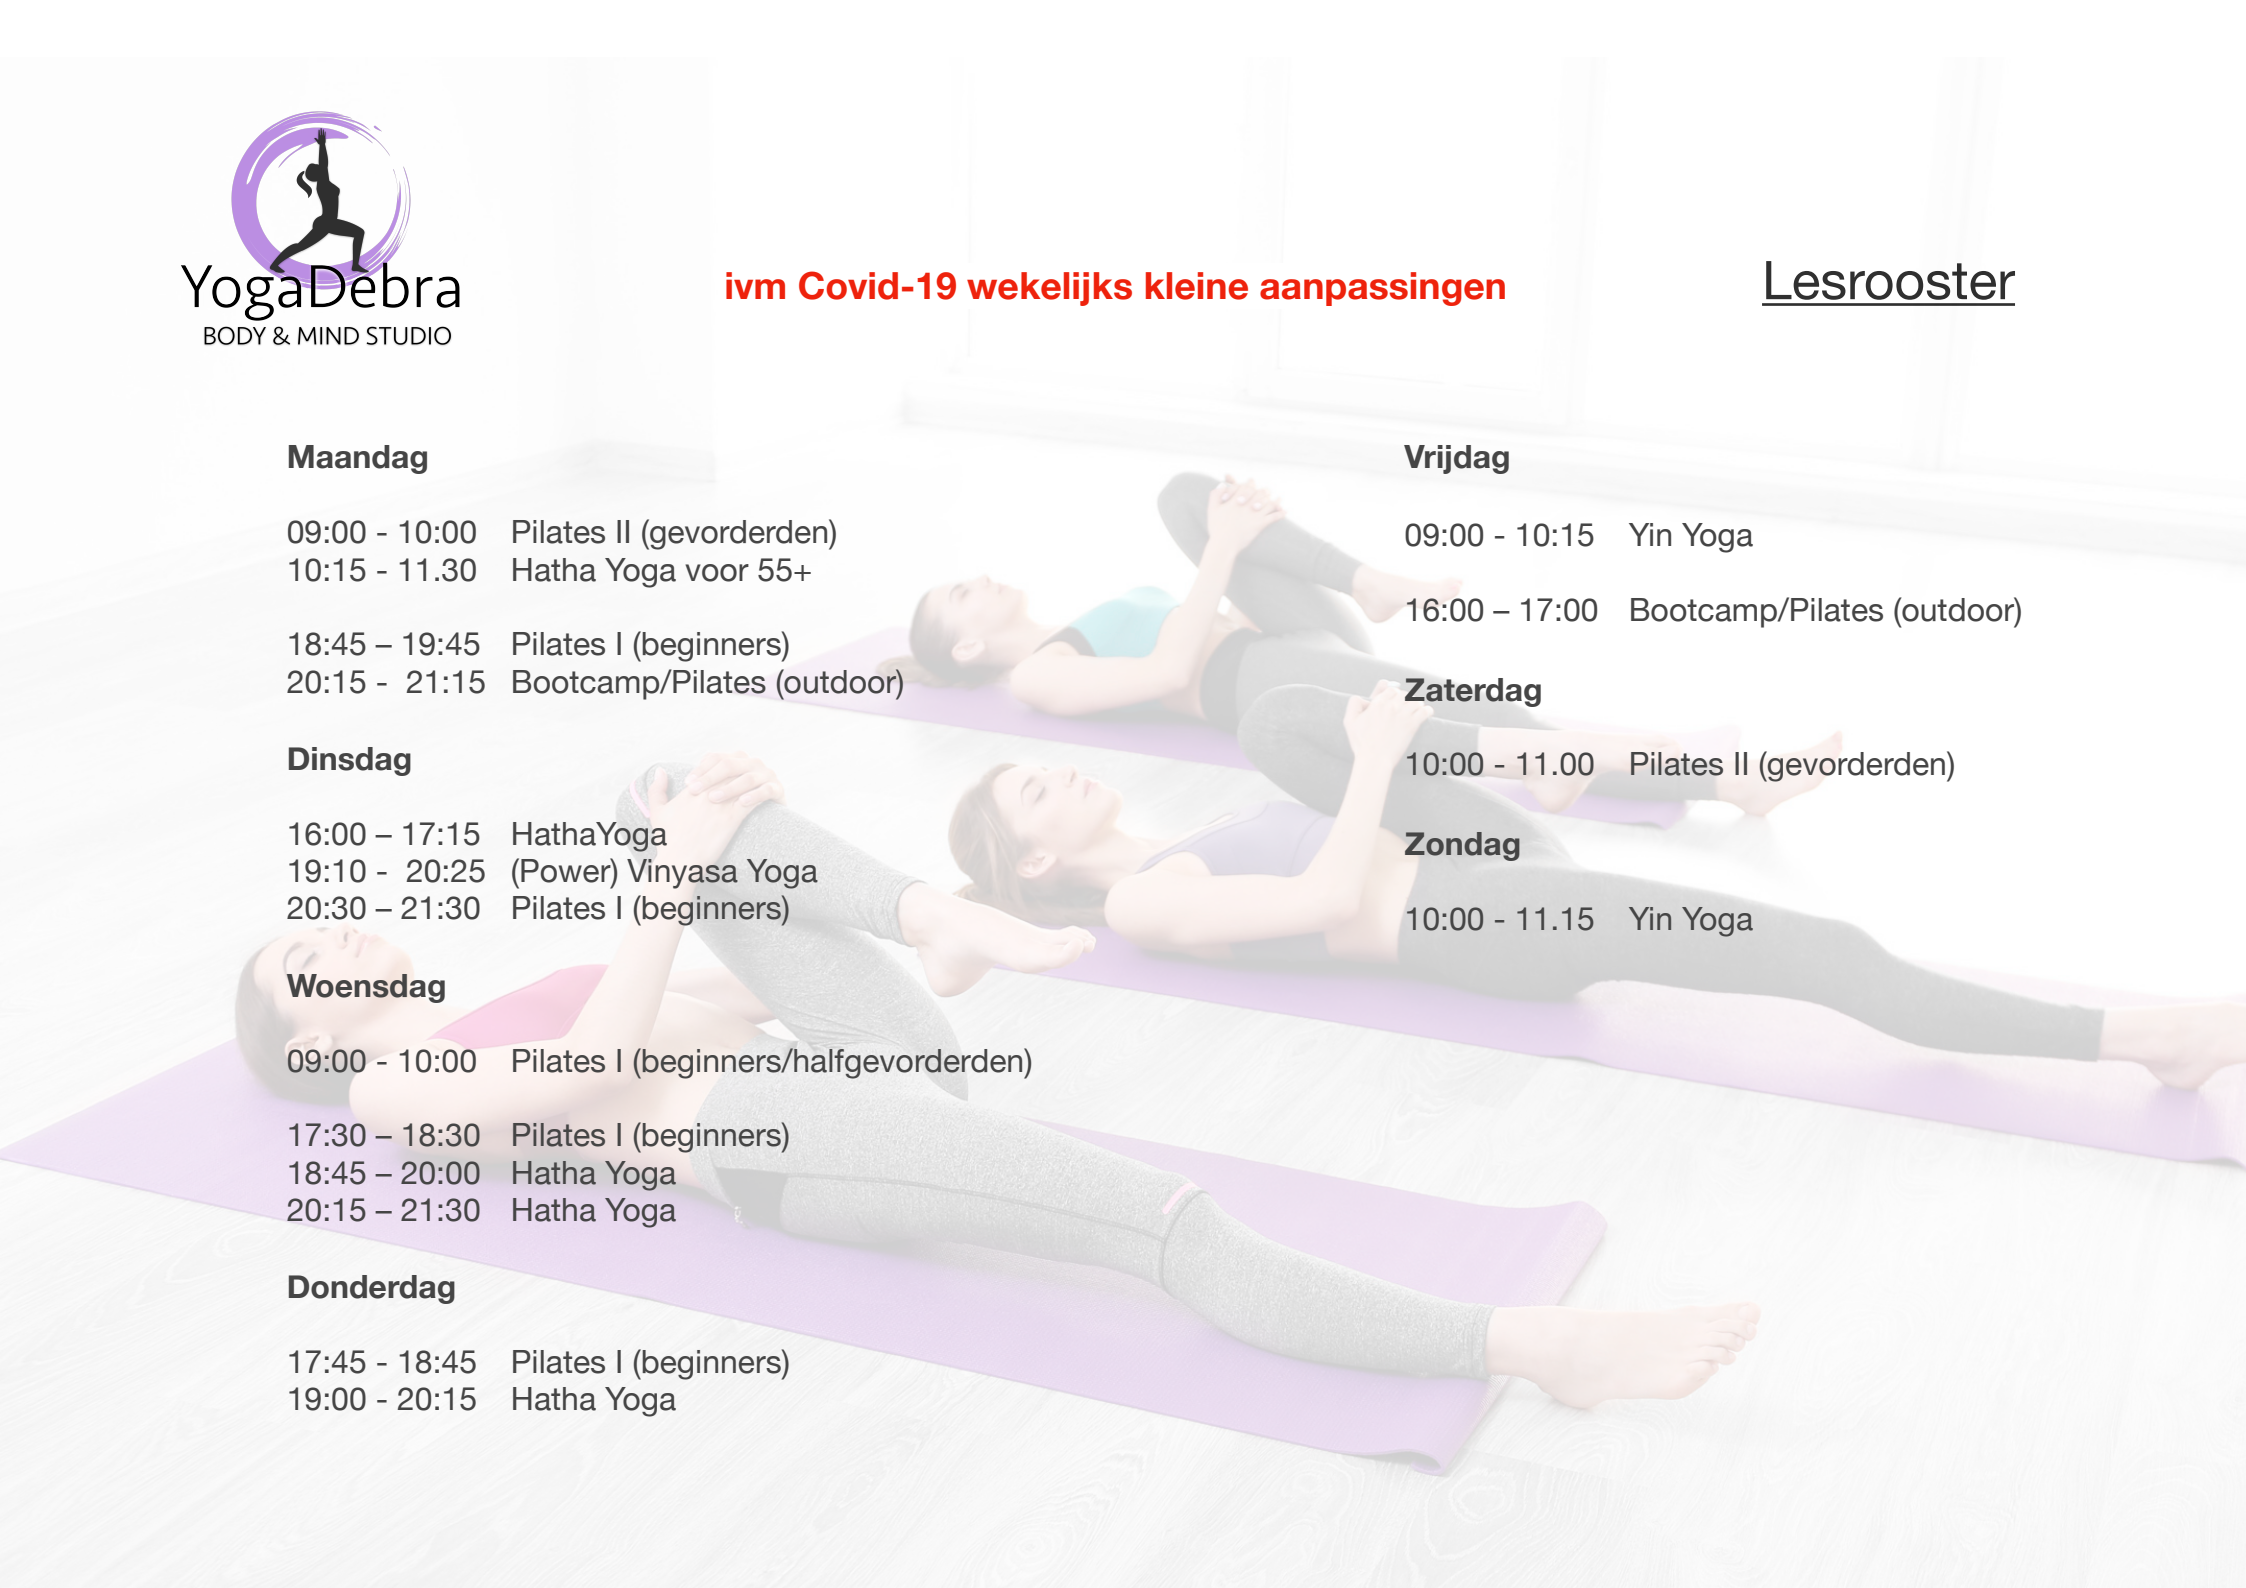 YogaDebra
BODY & MIND STUDIO
ivm Covid-19 wekelijks kleine aanpassingen
Lesrooster
Maandag
09:00 - 10:00 Pilates II (gevorderden)
10:15 - 11.30 Hatha Yoga voor 55+
18:45 – 19:45 Pilates I (beginners)
20:15 - 21:15 Bootcamp/Pilates (outdoor)
Dinsdag
16:00 – 17:15 HathaYoga
19:10 - 20:25 (Power) Vinyasa Yoga
20:30 – 21:30 Pilates I (beginners)
Woensdag
09:00 - 10:00 Pilates I (beginners/halfgevorderden)
17:30 – 18:30 Pilates I (beginners)
18:45 – 20:00 Hatha Yoga
20:15 – 21:30 Hatha Yoga
Donderdag
17:45 - 18:45 Pilates I (beginners)
19:00 - 20:15 Hatha Yoga
Vrijdag
09:00 - 10:15 Yin Yoga
16:00 – 17:00 Bootcamp/Pilates (outdoor)
Zaterdag
10:00 - 11.00 Pilates II (gevorderden)
Zondag
10:00 - 11.15 Yin Yoga